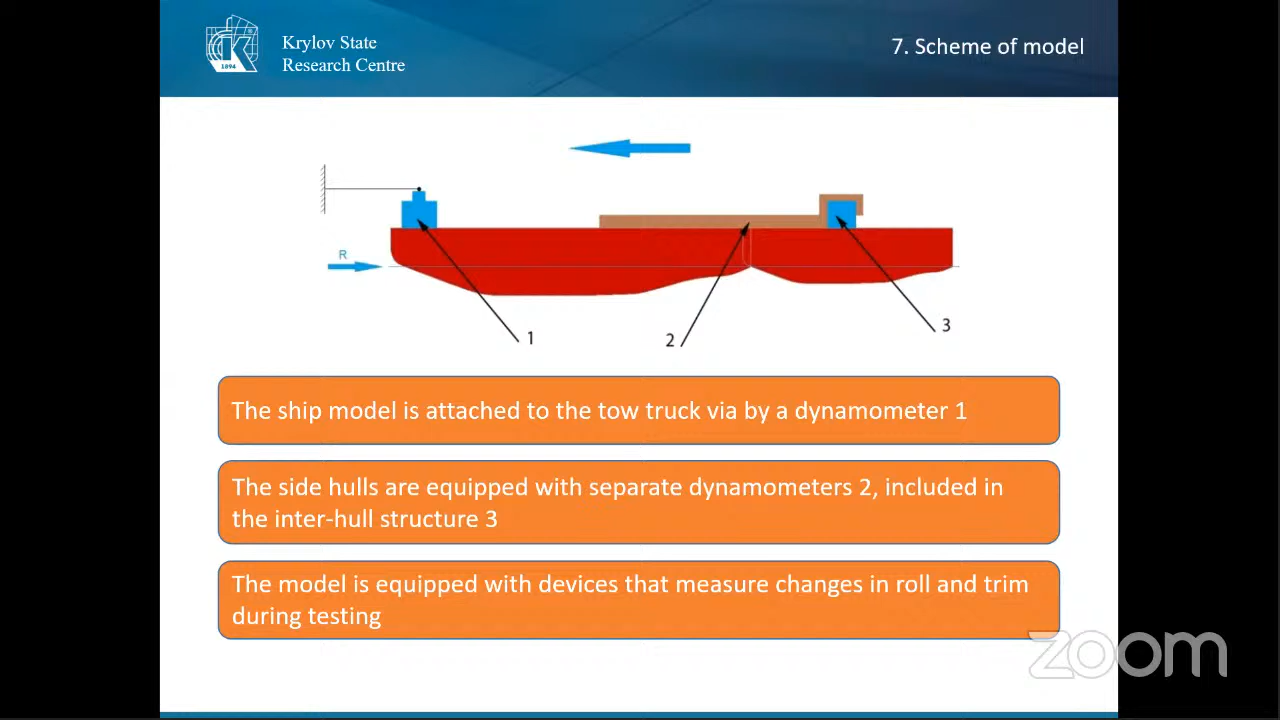 Krylov State
Research Centre
1894
7. Scheme of model
R
1
2
3
The ship model is attached to the tow truck via by a dynamometer 1
The side hulls are equipped with separate dynamometers 2, included in
the inter-hull structure 3
The model is equipped with devices that measure changes in roll and trim
during testing
zoom